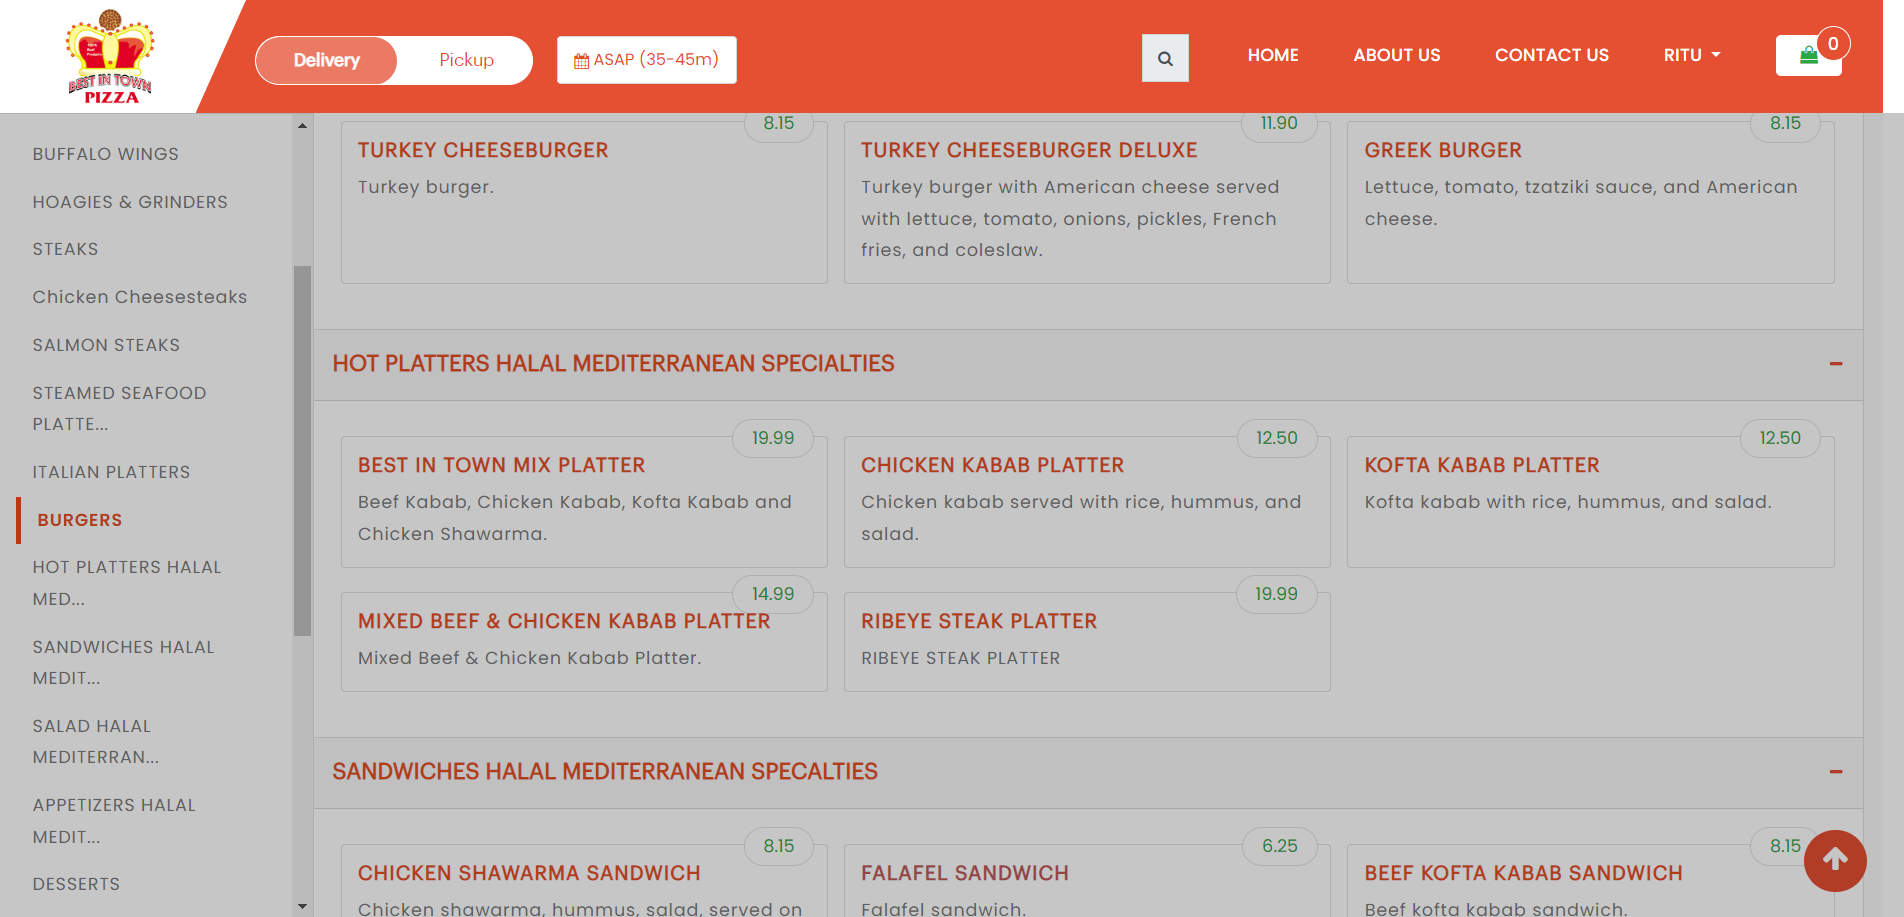 BEST IN TOWN
PIZZA
Delivery
Pickup
ASAP (35-45m)
HOME
ABOUT US
CONTACT US
RITU
0
BUFFALO WINGS
HOAGIES & GRINDERS
STEAKS
Chicken Cheesesteaks
SALMON STEAKS
STEAMED SEAFOOD
PLATTE...
ITALIAN PLATTERS
BURGERS
HOT PLATTERS HALAL
MED...
SANDWICHES HALAL
MEDIT...
SALAD HALAL
MEDITERRAN...
APPETIZERS HALAL
MEDIT...
DESSERTS
8.15
TURKEY CHEESEBURGER
Turkey burger.
11.90
TURKEY CHEESEBURGER DELUXE
Turkey burger with American cheese served
with lettuce, tomato, onions, pickles, French
fries, and coleslaw.
8.15
GREEK BURGER
Lettuce, tomato, tzatziki sauce, and American
cheese.
HOT PLATTERS HALAL MEDITERRANEAN SPECIALTIES
19.99
BEST IN TOWN MIX PLATTER
Beef Kabab, Chicken Kabab, Kofta Kabab and
Chicken Shawarma.
12.50
CHICKEN KABAB PLATTER
Chicken kabab served with rice, hummus, and
salad.
12.50
KOFTA KABAB PLATTER
Kofta kabab with rice, hummus, and salad.
14.99
MIXED BEEF & CHICKEN KABAB PLATTER
Mixed Beef & Chicken Kabab Platter.
19.99
RIBEYE STEAK PLATTER
RIBEYE STEAK PLATTER
SANDWICHES HALAL MEDITERRANEAN SPECALTIES
8.15
CHICKEN SHAWARMA SANDWICH
Chicken shawarma, hummus, salad, served on
6.25
FALAFEL SANDWICH
Falafel sandwich.
8.15
BEEF KOFTA KABAB SANDWICH
Beef kofta kabab sandwich.